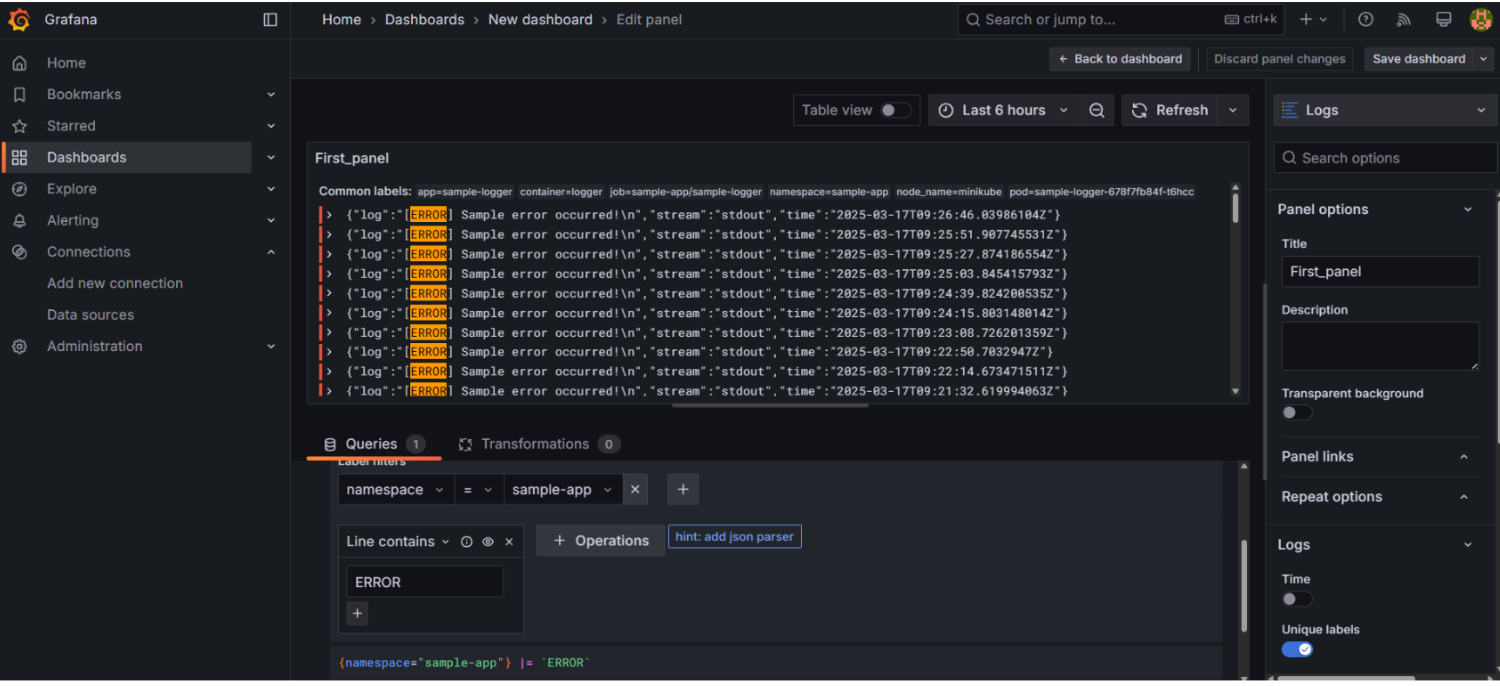 Grafana
Home › Dashboards › New dashboard › Edit panel
Search or jump to... ctrl+k
Back to dashboard
Discard panel changes
Save dashboard
Home
Bookmarks
Starred
Dashboards
Explore
Alerting
Connections
Add new connection
Data sources
Administration
Table view
Last 6 hours
Refresh
First_panel
Common labels: app=sample-logger container=logger job=sample-app/sample-logger namespace=sample-app node_name=minikube pod=sample-logger-678f7fb84f-t6hcc
{"log":"[ERROR] Sample error occurred!\n","stream":"stdout","time":"2025-03-17T09:26:46.03986104Z"}
{"log":"[ERROR] Sample error occurred!\n","stream":"stdout","time":"2025-03-17T09:25:51.907745531Z"}
{"log":"[ERROR] Sample error occurred!\n","stream":"stdout","time":"2025-03-17T09:25:27.874186554Z"}
{"log":"[ERROR] Sample error occurred!\n","stream":"stdout","time":"2025-03-17T09:25:03.845415793Z"}
{"log":"[ERROR] Sample error occurred!\n","stream":"stdout","time":"2025-03-17T09:24:39.824200535Z"}
{"log":"[ERROR] Sample error occurred!\n","stream":"stdout","time":"2025-03-17T09:24:15.803148014Z"}
{"log":"[ERROR] Sample error occurred!\n","stream":"stdout","time":"2025-03-17T09:23:08.726201359Z"}
{"log":"[ERROR] Sample error occurred!\n","stream":"stdout","time":"2025-03-17T09:22:50.7032947Z"}
{"log":"[ERROR] Sample error occurred!\n","stream":"stdout","time":"2025-03-17T09:22:14.673471511Z"}
{"log":"[ERROR] Sample error occurred!\n","stream":"stdout","time":"2025-03-17T09:21:32.619994063Z"}
Queries 1
Transformations 0
Label filters
namespace = sample-app
Line contains
Operations
hint: add json parser
ERROR
{namespace="sample-app"} |= `ERROR`
Logs
Search options
Panel options
Title
First_panel
Description
Transparent background
Panel links
Repeat options
Logs
Time
Unique labels